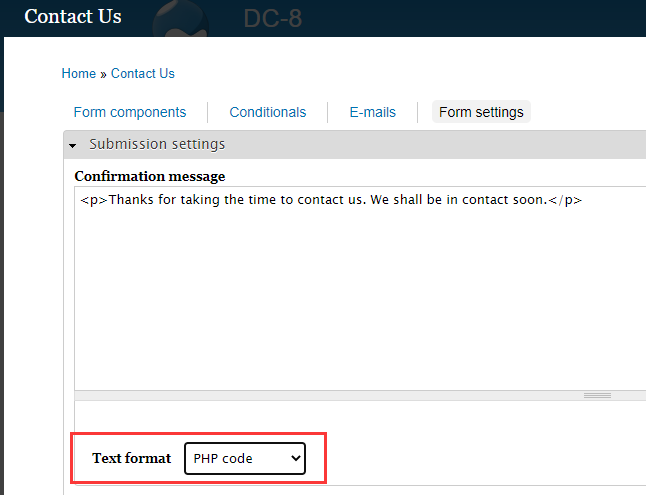 Contact Us DC-8
Home » Contact Us
Form components Conditionals E-mails Form settings
Submission settings
Confirmation message
<p>Thanks for taking the time to contact us. We shall be in contact soon.</p>
Text format PHP code